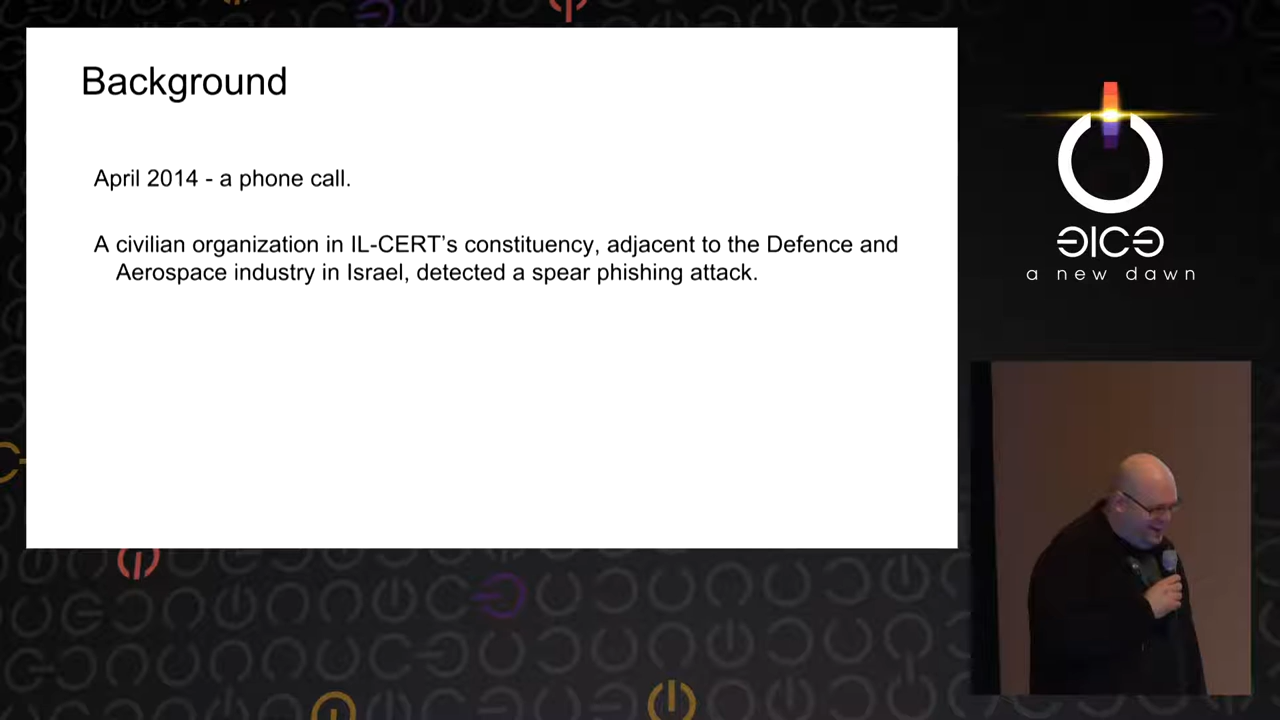 Background
April 2014 - a phone call.
A civilian organization in IL-CERT’s constituency, adjacent to the Defence and
Aerospace industry in Israel, detected a spear phishing attack.
a new dawn